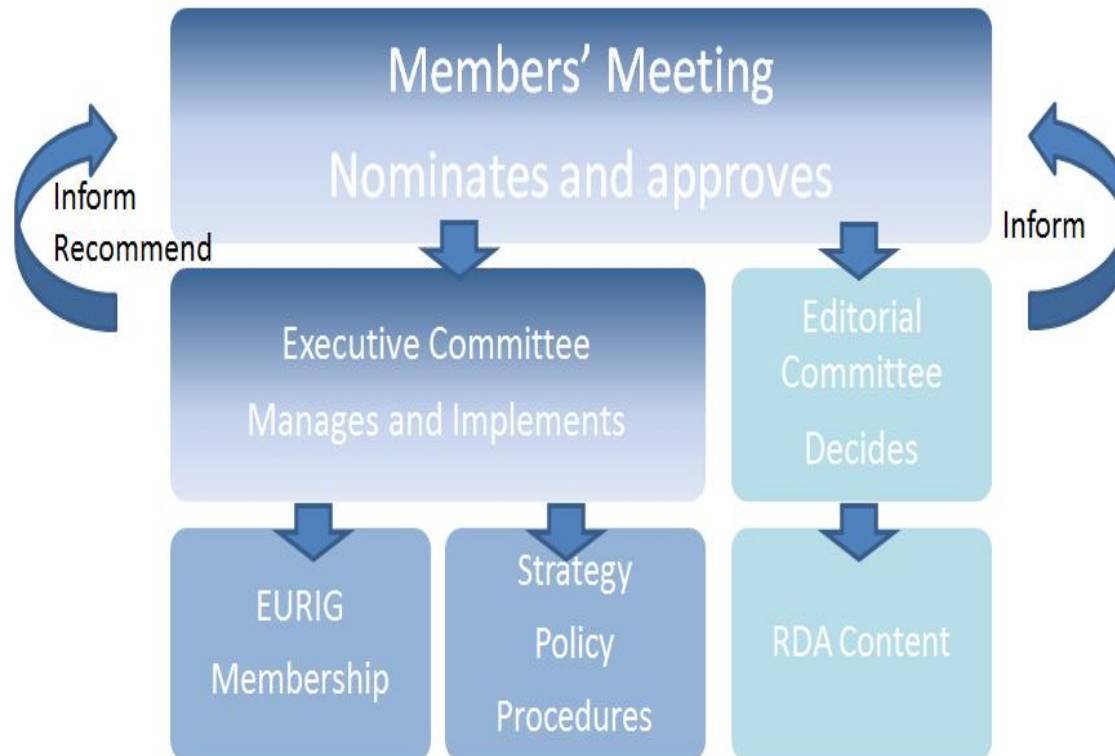 Members’ Meeting
Nominates and approves
Inform
Recommend
Inform
Executive Committee
Manages and Implements
Editorial
Committee
Decides
EURIG
Membership
Strategy
Policy
Procedures
RDA Content